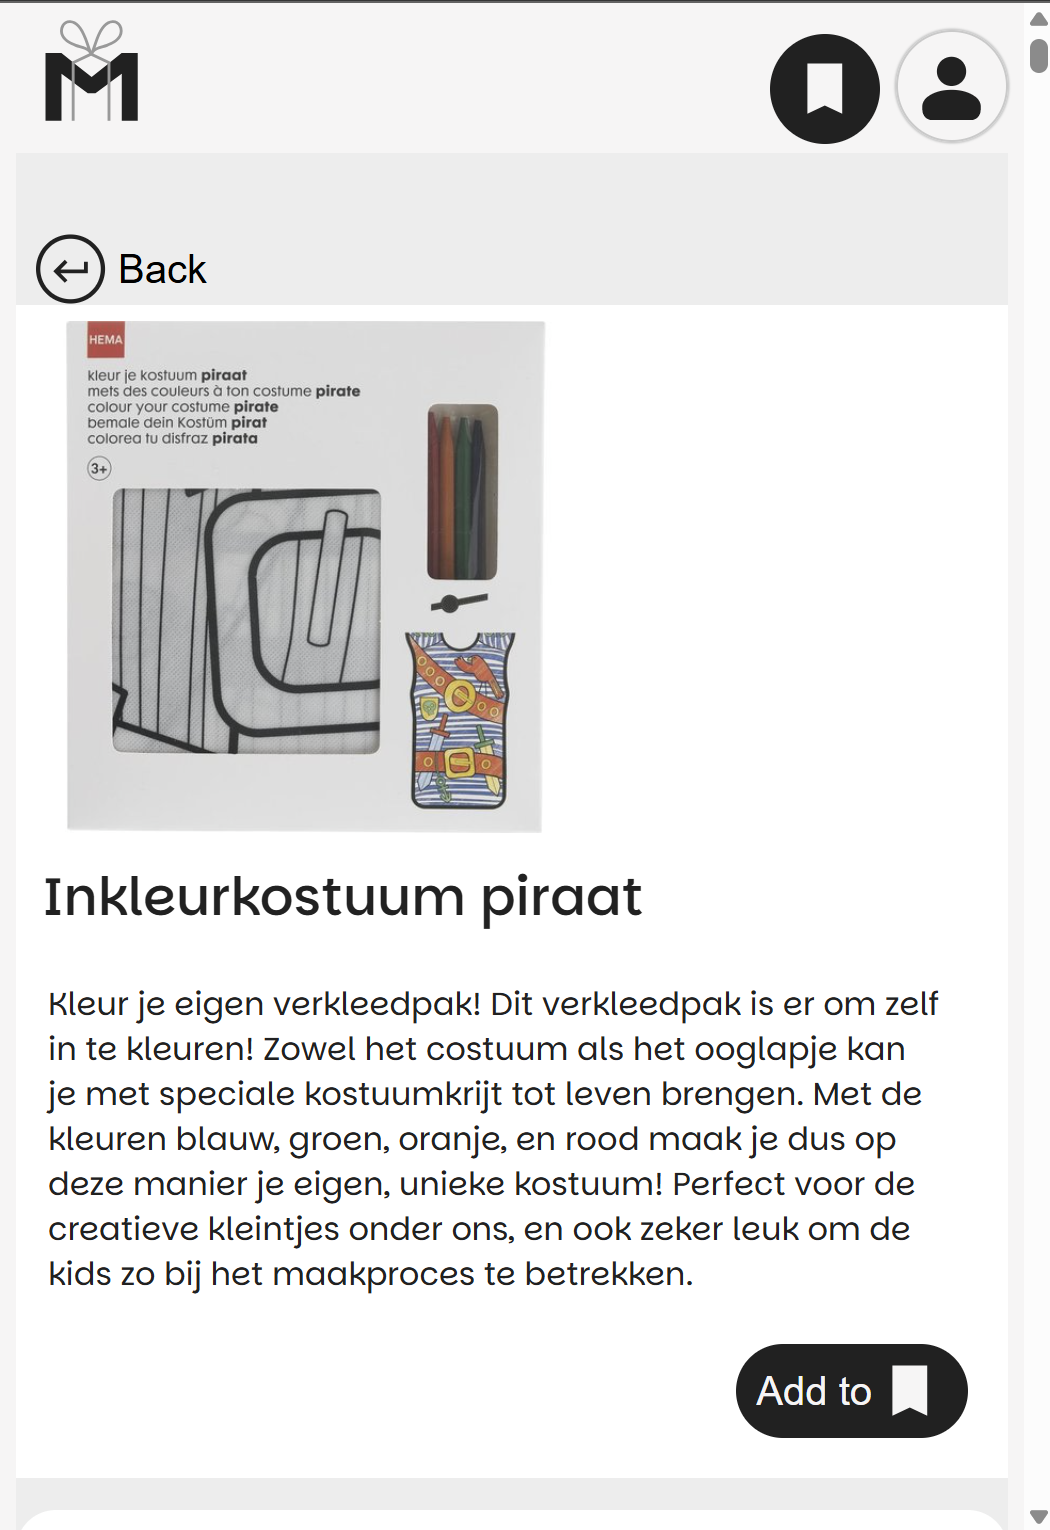 Back
HEMA
kleur je kostuum piraat
mets des couleurs à ton costume pirate
colour your costume pirate
bemale dein Kostüm pirat
colorea tu disfraz pirata
3+
Inkleurkostuum piraat
Kleur je eigen verkleedpak! Dit verkleedpak is er om zelf
in te kleuren! Zowel het costuum als het ooglapje kan
je met speciale kostuumkrijt tot leven brengen. Met de
kleuren blauw, groen, oranje, en rood maak je dus op
deze manier je eigen, unieke kostuum! Perfect voor de
creatieve kleintjes onder ons, en ook zeker leuk om de
kids zo bij het maakproces te betrekken.
Add to